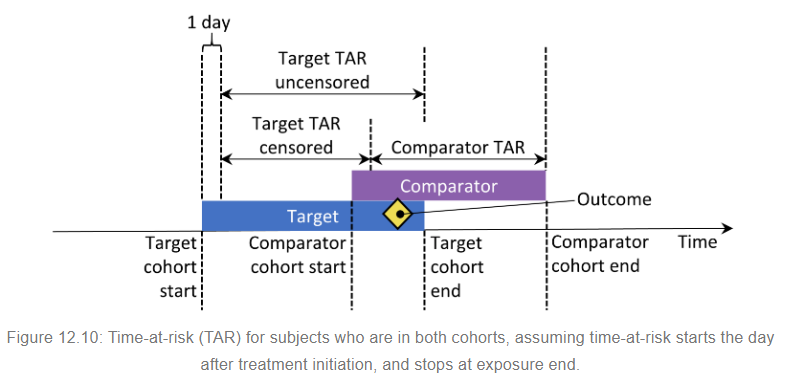 1 day
Target TAR
uncensored
Target TAR
censored
Comparator TAR
Comparator
Target
Outcome
Target
cohort
start
Comparator
cohort start
Target
cohort
end
Comparator
cohort end
Time
Figure 12.10: Time-at-risk (TAR) for subjects who are in both cohorts, assuming time-at-risk starts the day
after treatment initiation, and stops at exposure end.